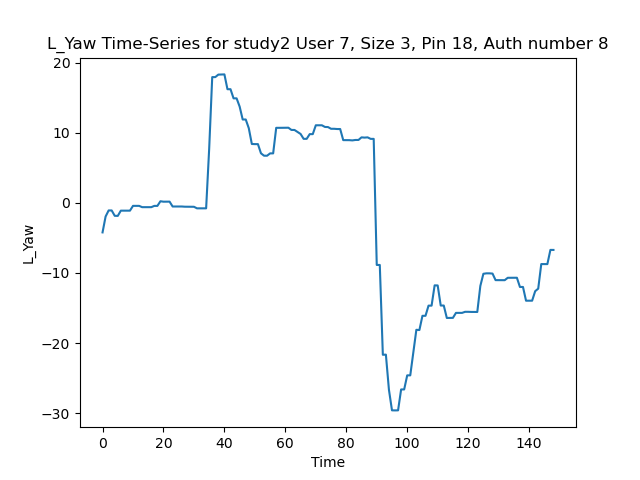 L_Yaw Time-Series for study2 User 7, Size 3, Pin 18, Auth number 8
20
10
0
−10
−20
−30
L_Yaw
0 20 40 60 80 100 120 140
Time